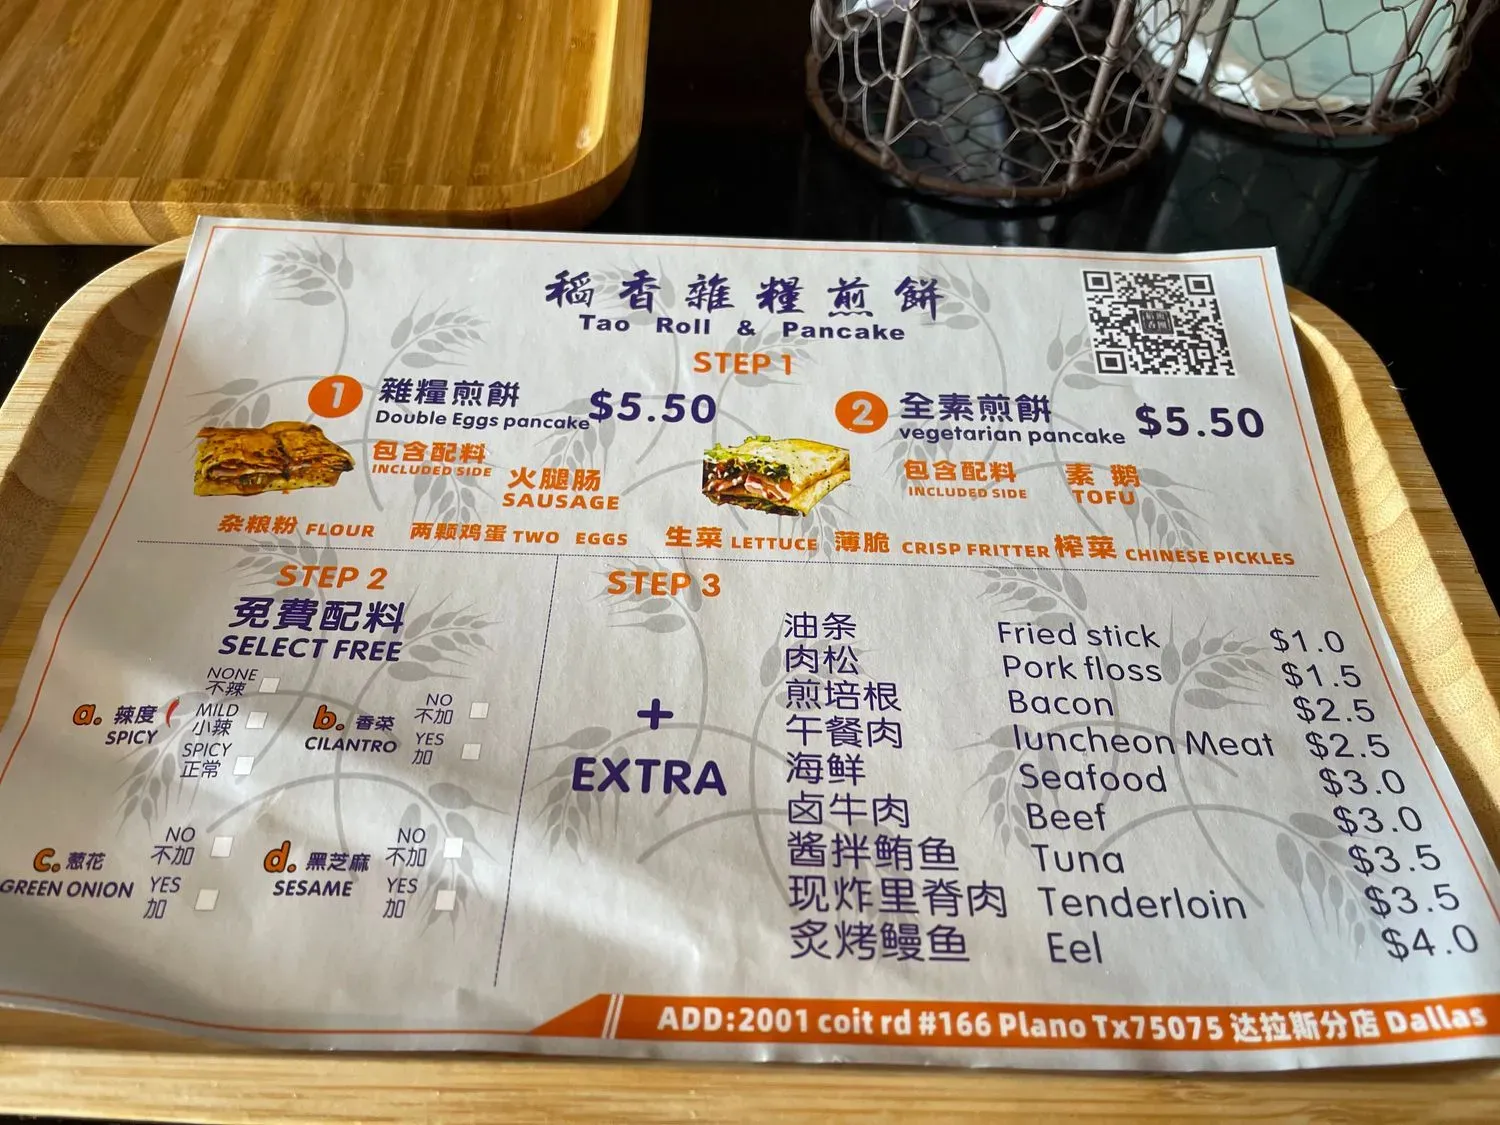 稻香雜糧煎餅
Tao Roll & Pancake
STEP 1
1 雜糧煎餅 $5.50
Double Eggs pancake
包含配料
INCLUDED SIDE
火腿肠
SAUSAGE
2 全素煎餅 $5.50
vegetarian pancake
包含配料
INCLUDED SIDE
素鹅
TOFU
杂粮粉 FLOUR 两颗鸡蛋 TWO EGGS 生菜 LETTUCE 薄脆 CRISP FRITTER 榨菜 CHINESE PICKLES
STEP 2
免費配料
SELECT FREE
a. 辣度
SPICY
NONE
不辣
MILD
小辣
SPICY
正常
b. 香菜
CILANTRO
NO
不加
YES
加
c. 葱花
GREEN ONION
NO
不加
YES
加
d. 黑芝麻
SESAME
NO
不加
YES
加
STEP 3
+
EXTRA
油条 Fried stick $1.0
肉松 Pork floss $1.5
煎培根 Bacon $2.5
午餐肉 luncheon Meat $2.5
海鲜 Seafood $3.0
卤牛肉 Beef $3.0
酱拌鲔鱼 Tuna $3.5
现炸里脊肉 Tenderloin $3.5
炙烤鳗鱼 Eel $4.0
ADD:2001 coit rd #166 Plano Tx75075 达拉斯分店 Dallas